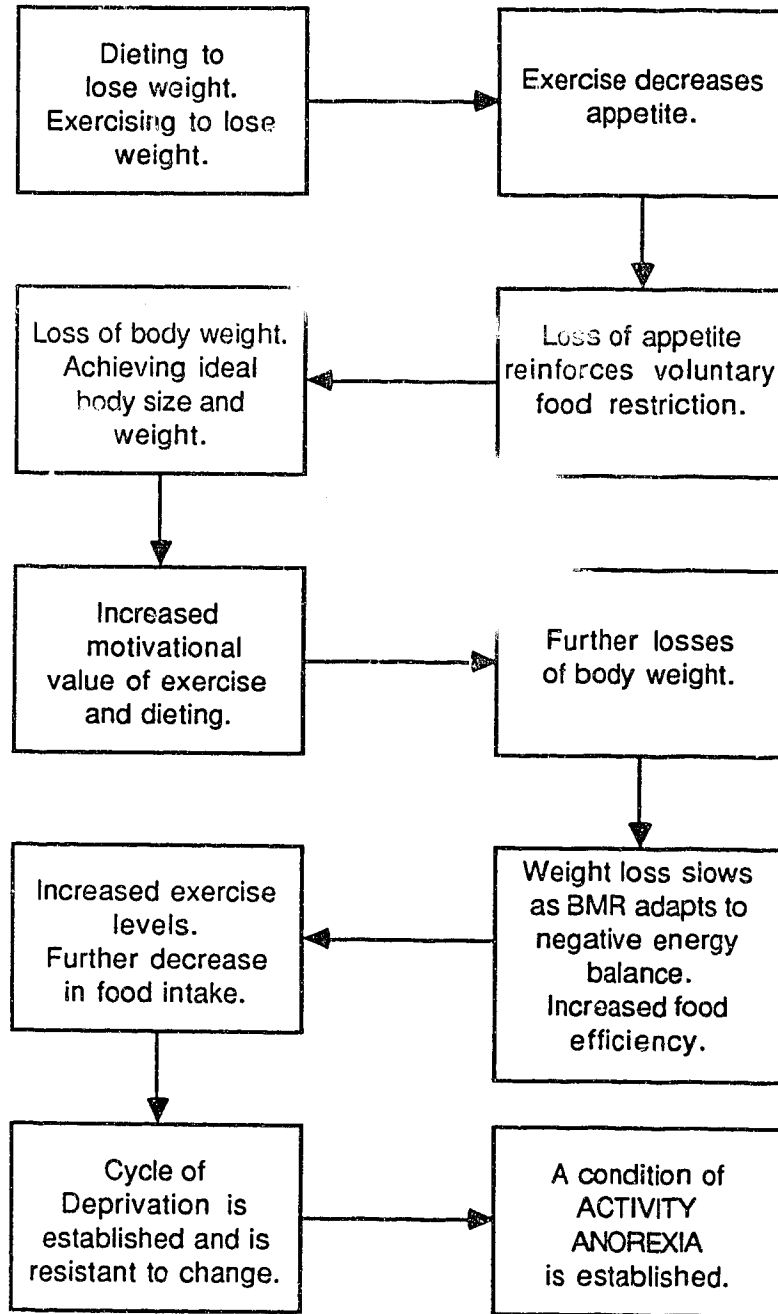 Dieting to
lose weight.
Exercising to lose
weight.
Exercise decreases
appetite.
Loss of appetite
reinforces voluntary
food restriction.
Loss of body weight.
Achieving ideal
body size and
weight.
Increased
motivational
value of exercise
and dieting.
Further losses
of body weight.
Weight loss slows
as BMR adapts to
negative energy
balance.
Increased food
efficiency.
Increased exercise
levels.
Further decrease
in food intake.
Cycle of
Deprivation is
established and is
resistant to change.
A condition of
ACTIVITY
ANOREXIA
is established.